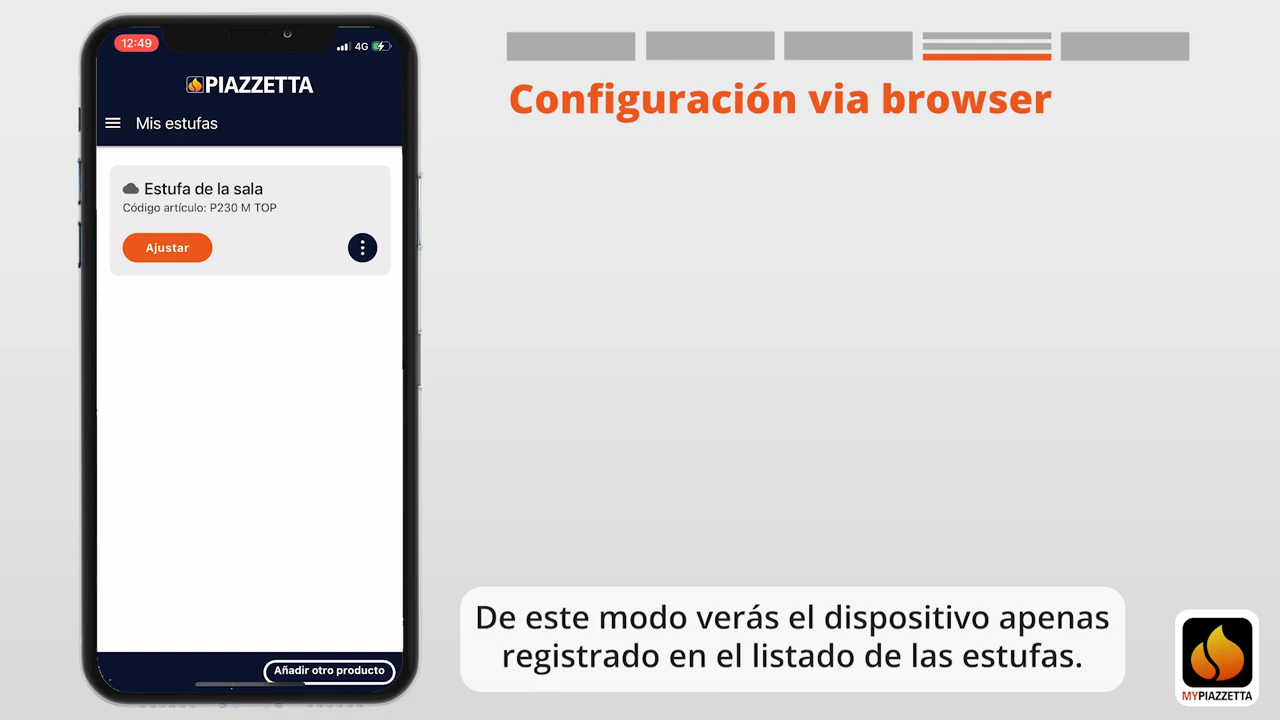 12:49
4G
PIAZZETTA
Mis estufas
Estufa de la sala
Código artículo: P230 M TOP
Ajustar
Añadir otro producto
Configuración via browser
De este modo verás el dispositivo apenas
registrado en el listado de las estufas.
MYPIAZZETTA